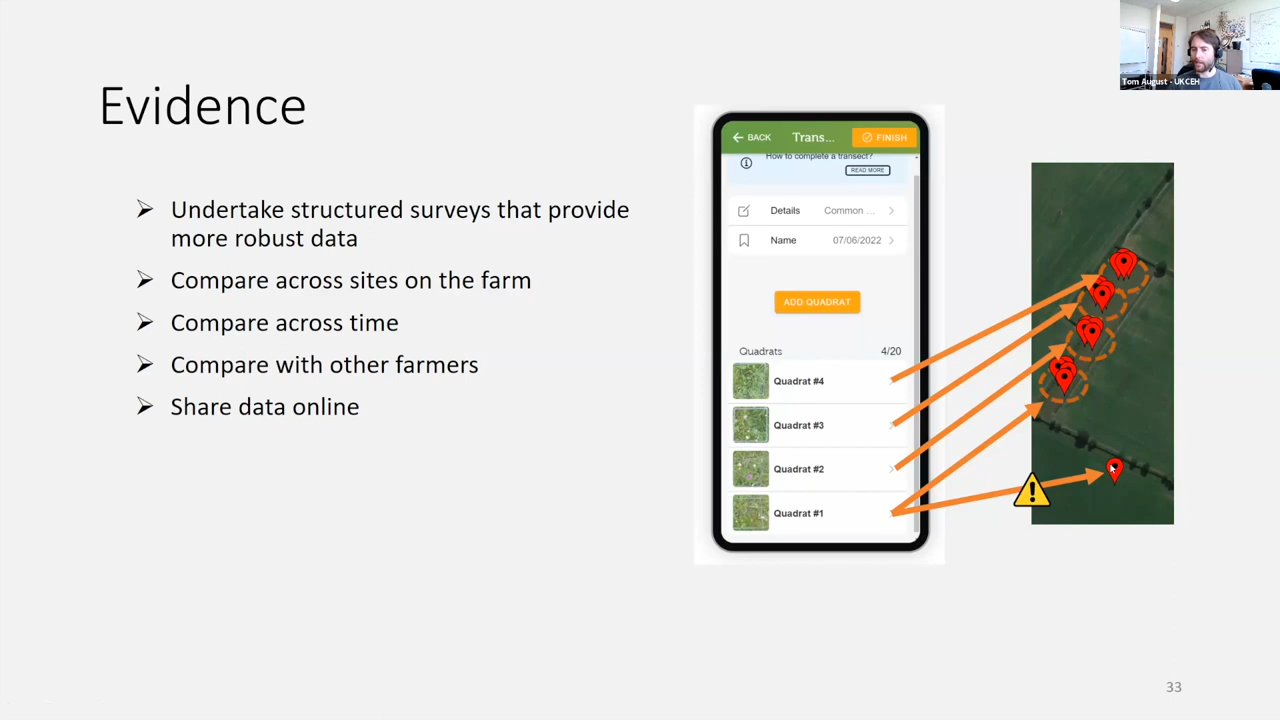 Tom August - UKCEH
Evidence
Undertake structured surveys that provide
more robust data
Compare across sites on the farm
Compare across time
Compare with other farmers
Share data online
BACK
Trans...
FINISH
How to complete a transect?
READ MORE
Details
Common ...
Name
07/06/2022
ADD QUADRAT
Quadrats
4/20
Quadrat #4
Quadrat #3
Quadrat #2
Quadrat #1
33